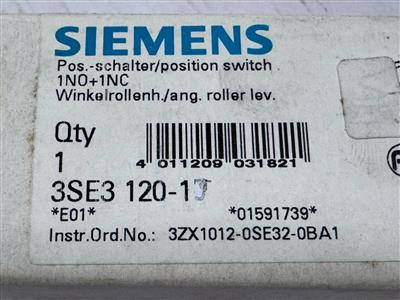 SIEMENS
Pos.-schalter/position switch
1NO+1NC
Winkelrollenh./ang. roller lev.
Qty
1
4 011209 031821
3SE3 120-1
*E01*
*01591739*
Instr.Ord.No.: 3ZX1012-0SE32-0BA1